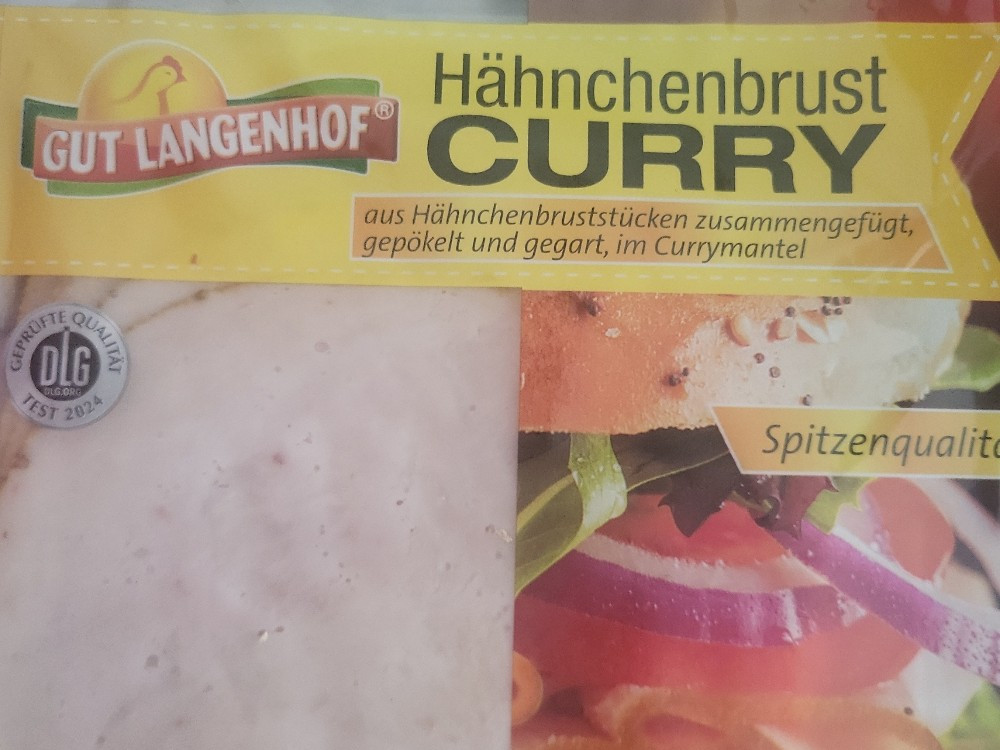 GUT LANGENHOF®
Hähnchenbrust
CURRY
aus Hähnchenbruststücken zusammengefügt,
gepökelt und gegart, im Currymantel
GEPRÜFTE QUALITÄT
DLG
DLG.ORG
TEST 2024
Spitzenqualitä